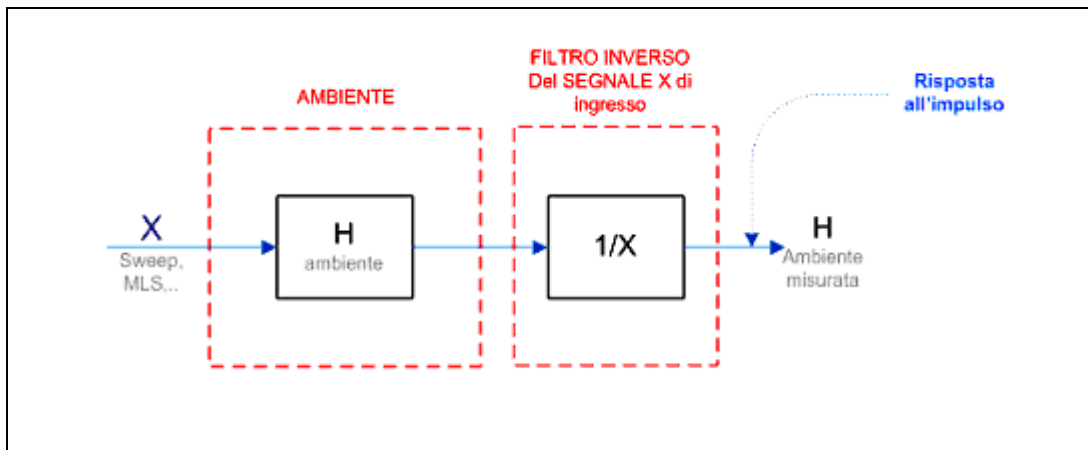 FILTRO INVERSO
Del SEGNALE X di
ingresso
AMBIENTE
Risposta
all'impulso
X
Sweep,
MLS,..
H
ambiente
1/X
H
Ambiente
misurata